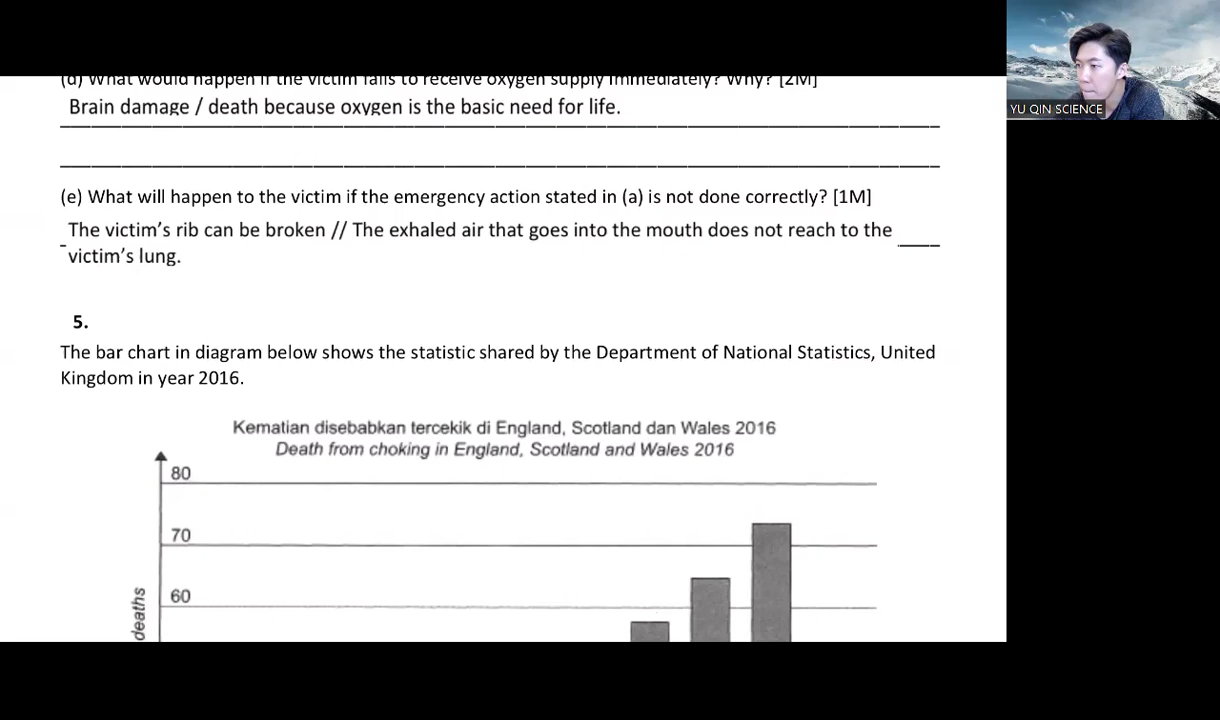 (d) What would happen if the victim fails to receive oxygen supply immediately? Why? [2M]
Brain damage / death because oxygen is the basic need for life.
(e) What will happen to the victim if the emergency action stated in (a) is not done correctly? [1M]
The victim's rib can be broken // The exhaled air that goes into the mouth does not reach to the
victim's lung.
5.
The bar chart in diagram below shows the statistic shared by the Department of National Statistics, United
Kingdom in year 2016.
Kematian disebabkan tercekik di England, Scotland dan Wales 2016
Death from choking in England, Scotland and Wales 2016
80
70
60
deaths
YU QIN SCIENCE